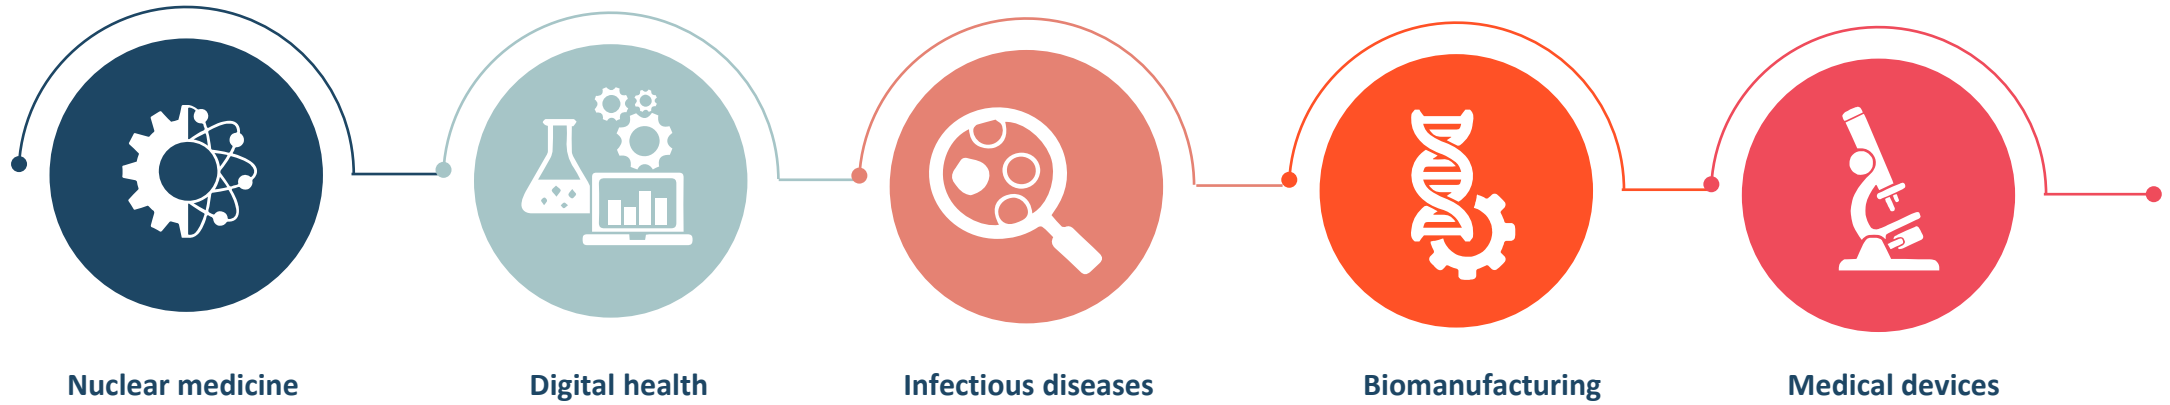 Nuclear medicine
Digital health
Infectious diseases
Biomanufacturing
Medical devices